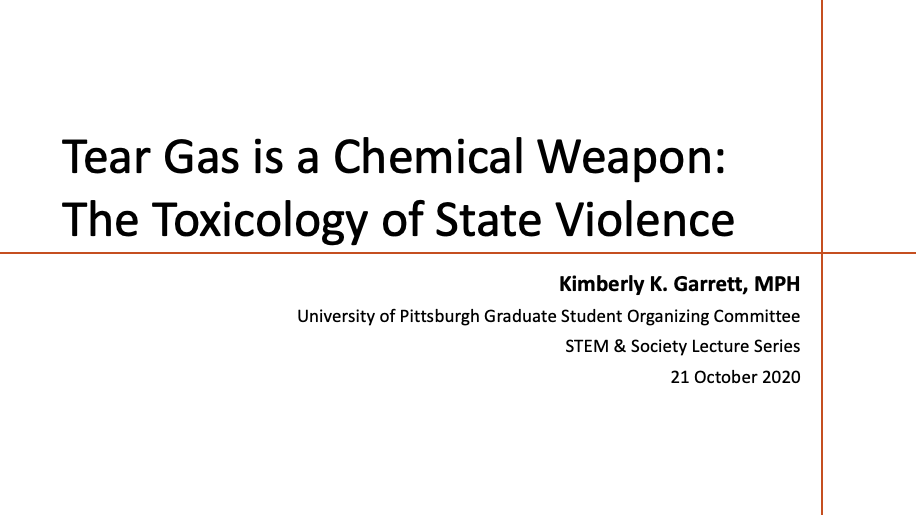 Tear Gas is a Chemical Weapon:
The Toxicology of State Violence
Kimberly K. Garrett, MPH
University of Pittsburgh Graduate Student Organizing Committee
STEM & Society Lecture Series
21 October 2020